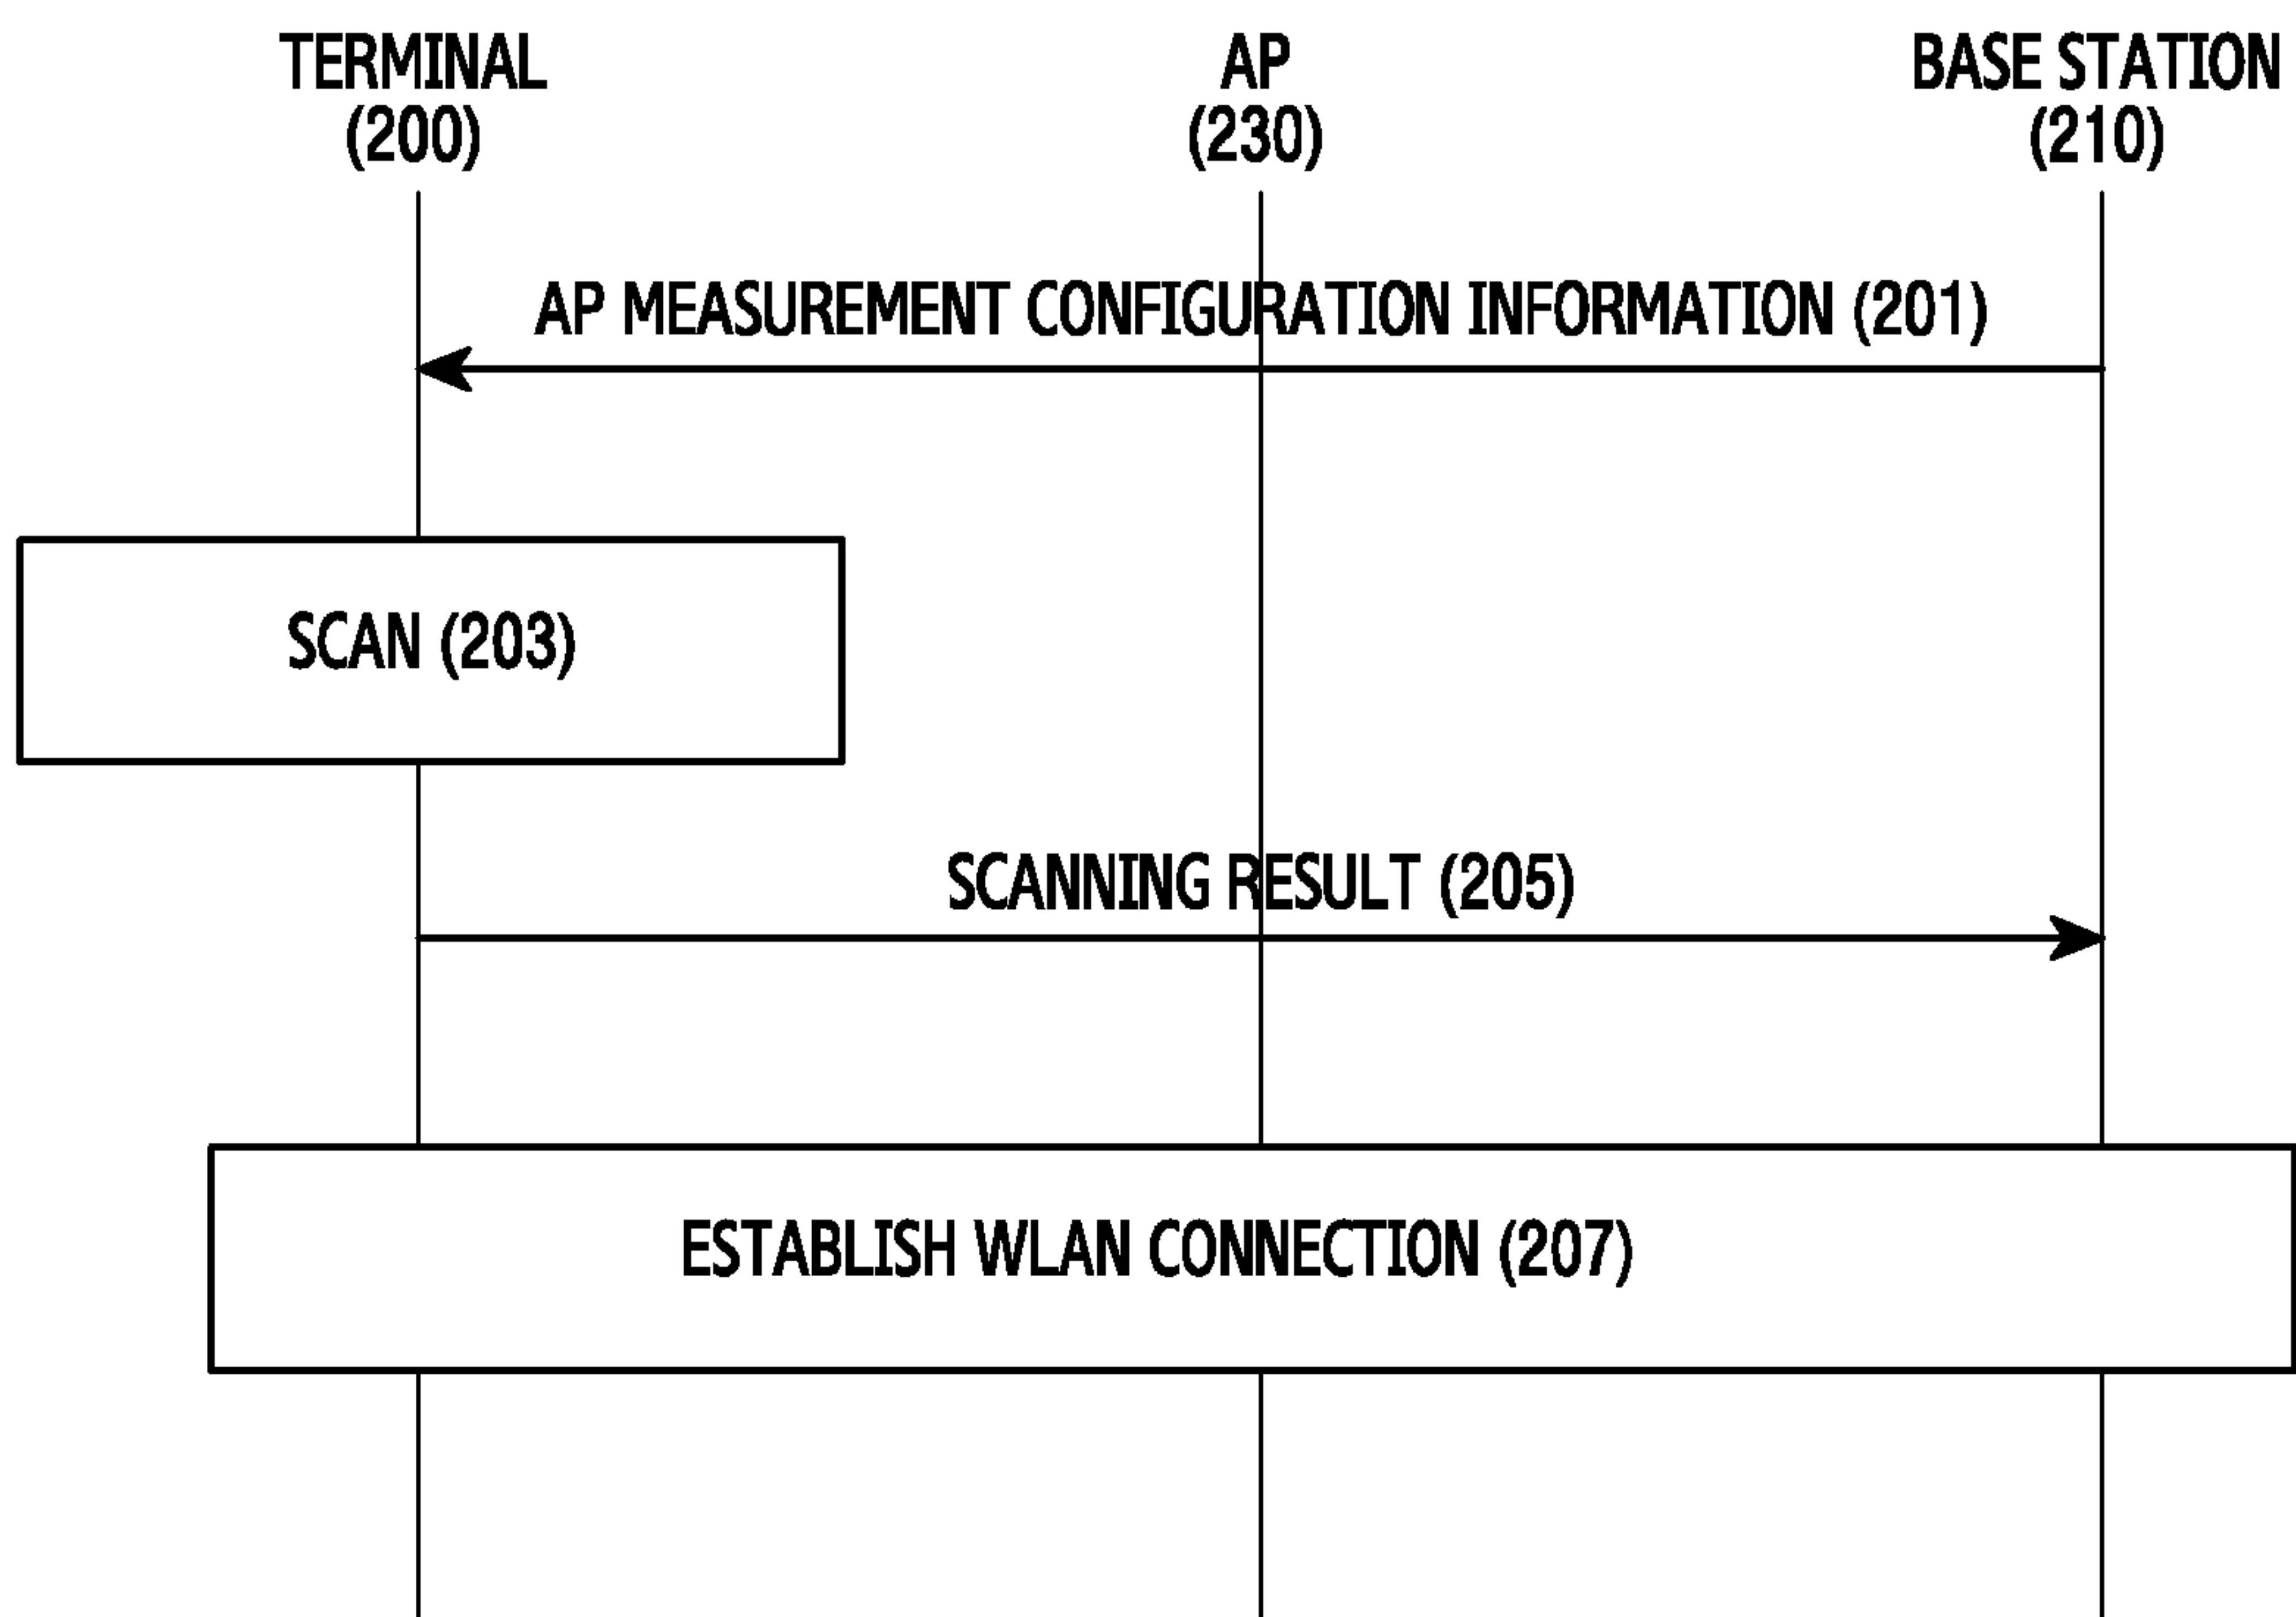 TERMINAL
(200)
AP
(230)
BASE STATION
(210)
AP MEASUREMENT CONFIGURATION INFORMATION (201)
SCAN (203)
SCANNING RESULT (205)
ESTABLISH WLAN CONNECTION (207)